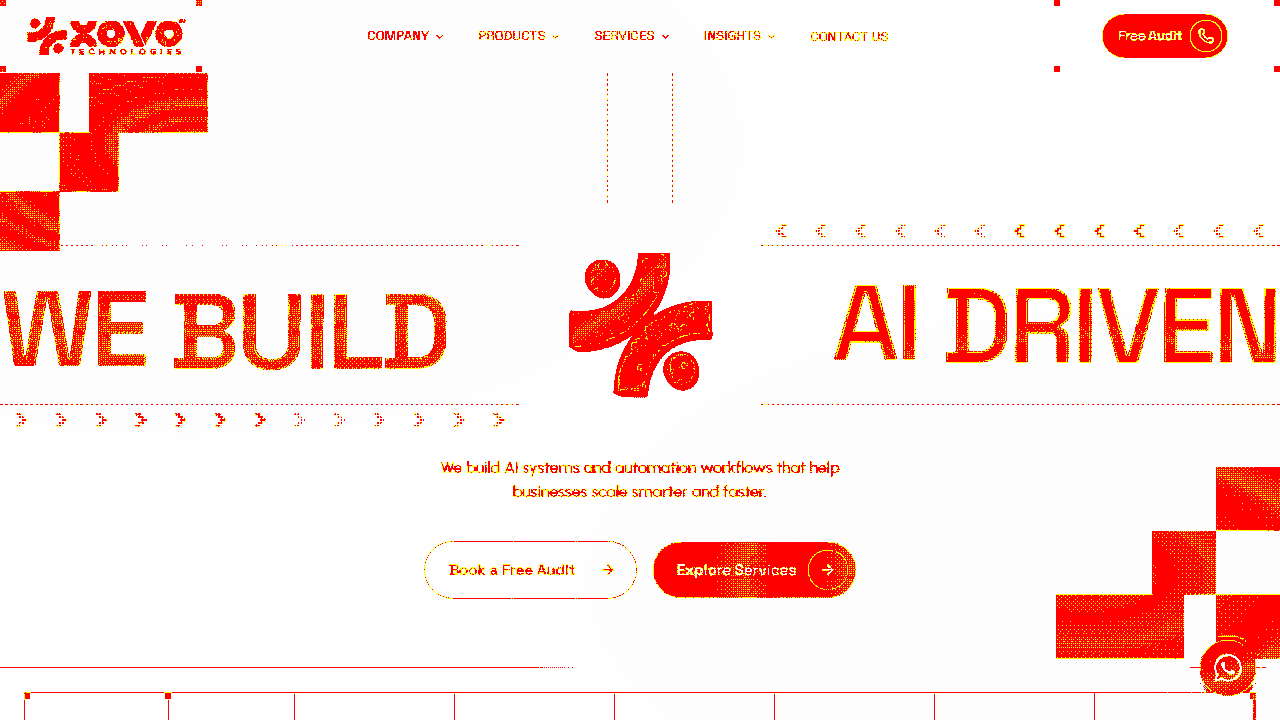 XOVO
TECHNOLOGIES
COMPANY
PRODUCTS
SERVICES
INSIGHTS
CONTACT US
Free Audit
WE BUILD
AI DRIVEN
We build AI systems and automation workflows that help
businesses scale smarter and faster.
Book a Free Audit
Explore Services